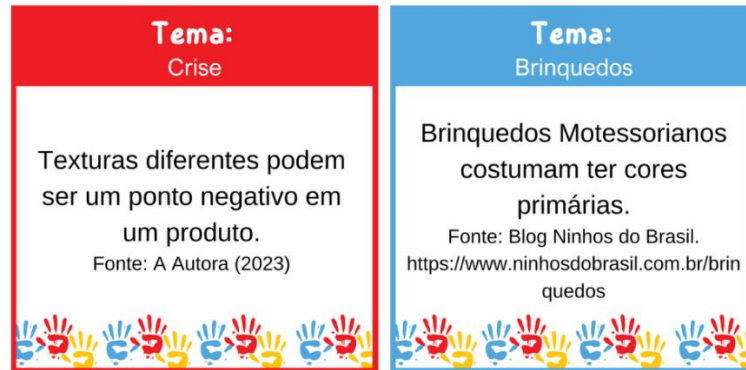 Tema:
Crise
Texturas diferentes podem
ser um ponto negativo em
um produto.
Fonte: A Autora (2023)
Tema:
Brinquedos
Brinquedos Motessorianos
costumam ter cores
primárias.
Fonte: Blog Ninhos do Brasil.
https://www.ninhosdobrasil.com.br/brin
quedos